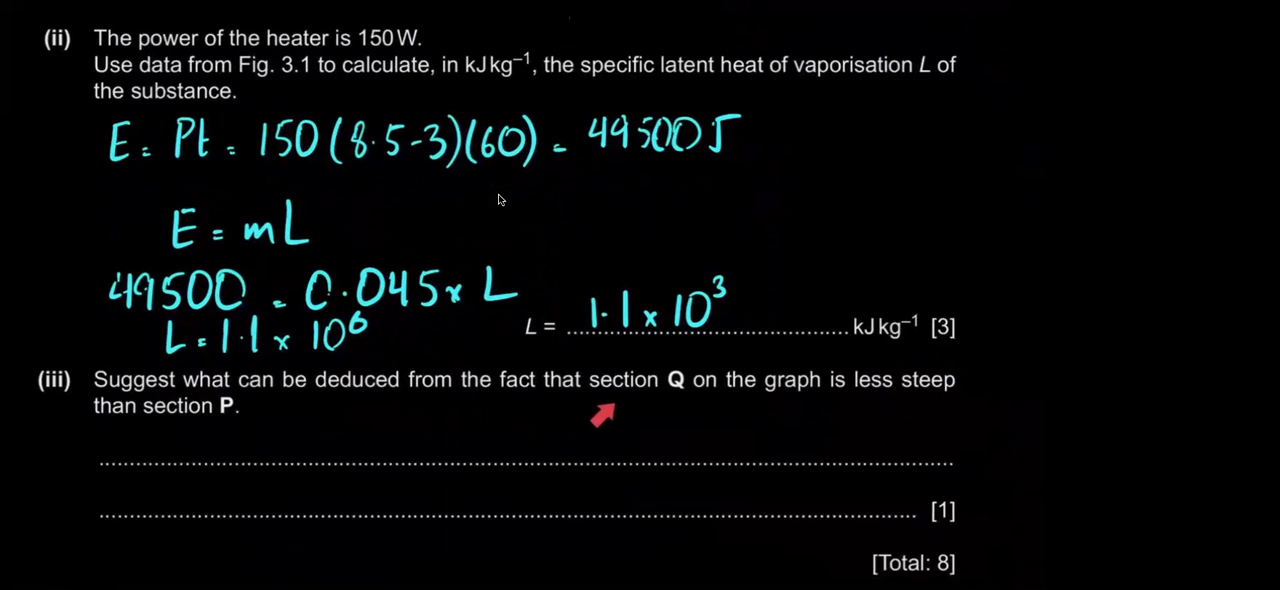 (ii) The power of the heater is 150 W.
Use data from Fig. 3.1 to calculate, in kJ kg⁻¹, the specific latent heat of vaporisation L of
the substance.
E = Pt = 150 (8.5-3)(60) = 49500 J
E = mL
49500 = 0.045 × L
L = 1.1 × 10⁶
L = 1.1 × 10³ kJ kg⁻¹ [3]
(iii) Suggest what can be deduced from the fact that section Q on the graph is less steep
than section P.
[1]
[Total: 8]